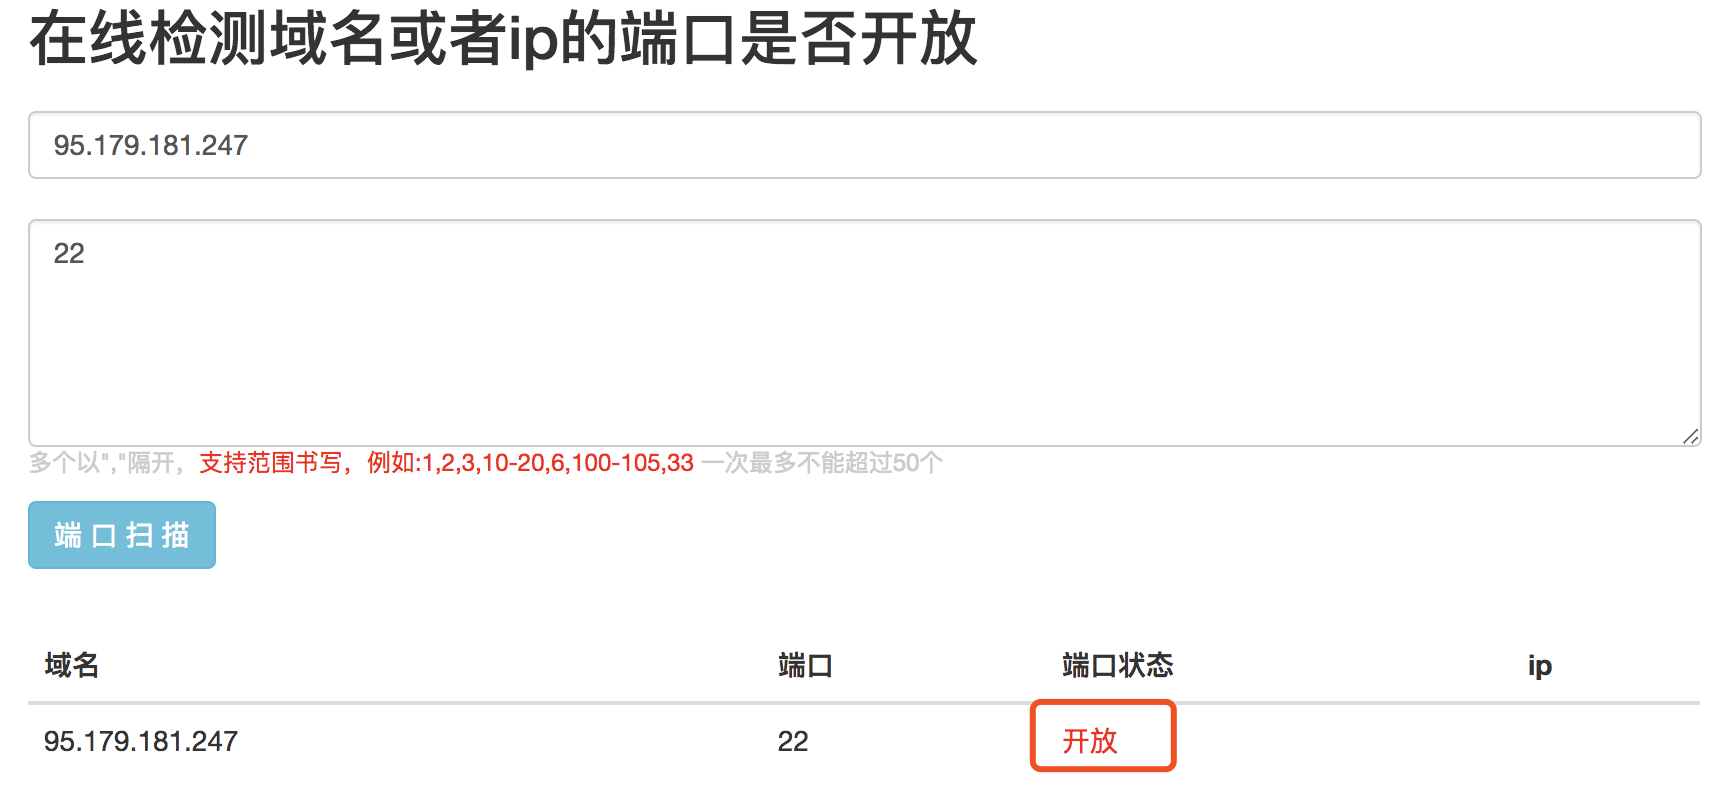 在线检测域名或者ip的端口是否开放
95.179.181.247
22
多个以","隔开，支持范围书写，例如:1,2,3,10-20,6,100-105,33 一次最多不能超过50个
端 口 扫 描
域名 端口 端口状态 ip
95.179.181.247 22 开放